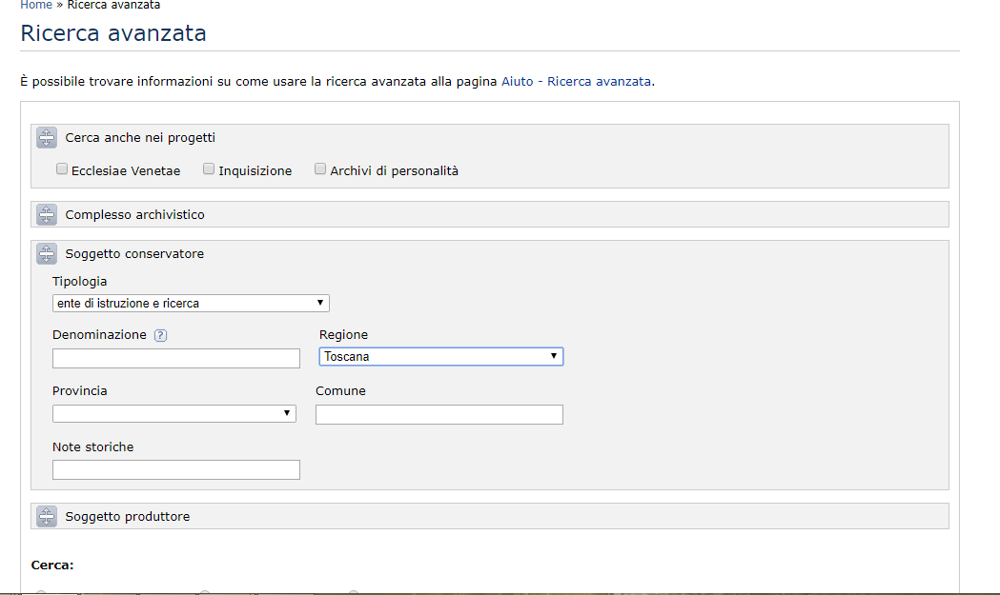 Home » Ricerca avanzata
Ricerca avanzata
È possibile trovare informazioni su come usare la ricerca avanzata alla pagina Aiuto - Ricerca avanzata.
Cerca anche nei progetti
Ecclesiae Venetae Inquisizione Archivi di personalità
Complesso archivistico
Soggetto conservatore
Tipologia
ente di istruzione e ricerca
Denominazione ? Regione
Toscana
Provincia Comune
Note storiche
Soggetto produttore
Cerca: